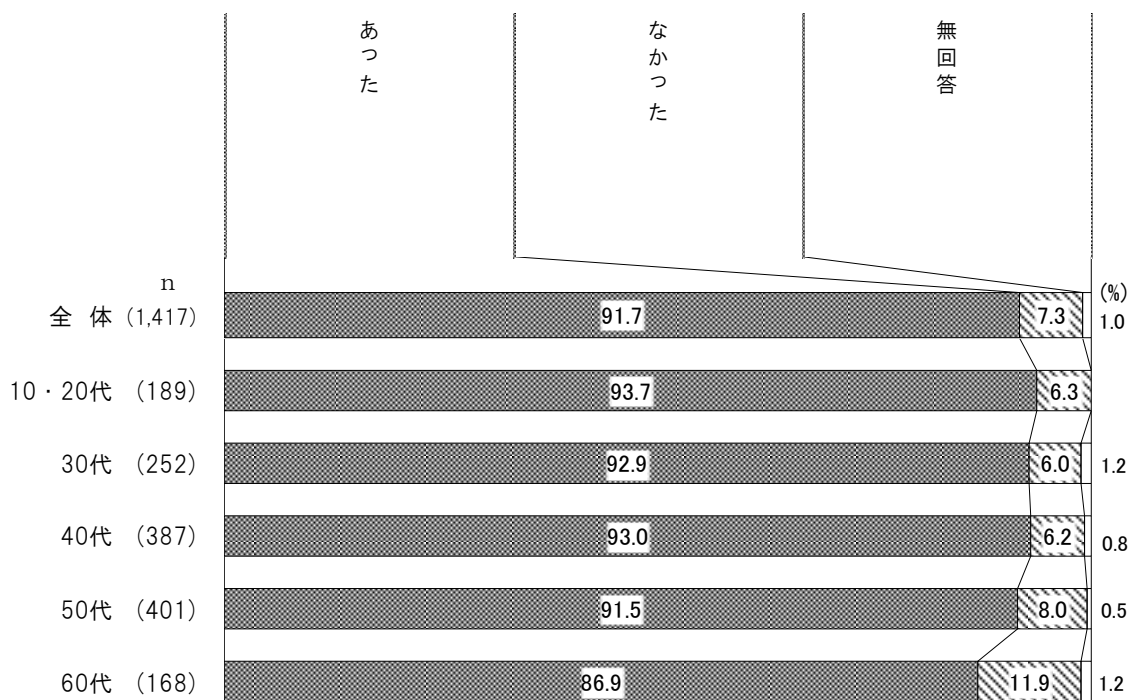 あった
なかった
無回答
n
(%)
全 体 (1,417) 91.7 7.3 1.0
10・20代 (189) 93.7 6.3
30代 (252) 92.9 6.0 1.2
40代 (387) 93.0 6.2 0.8
50代 (401) 91.5 8.0 0.5
60代 (168) 86.9 11.9 1.2